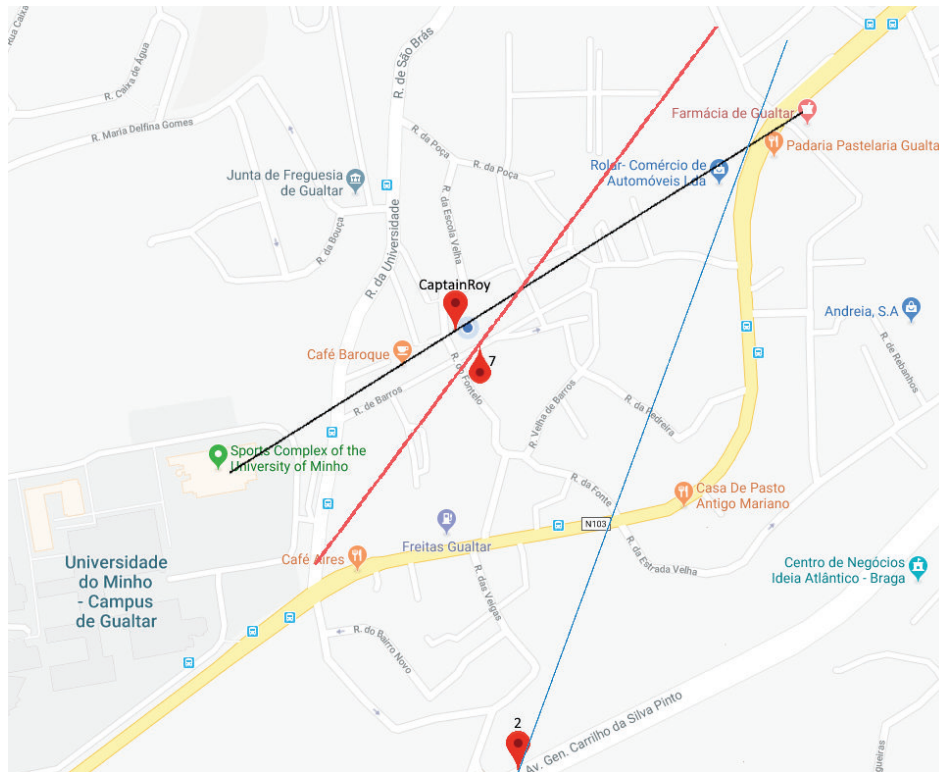 Rua Caixa
R. Caixa de Água
R. de São Brás
R. Maria Delfina Gomes
Farmácia de Gualtar
R. da Poça
Padaria Pastelaria Gualta
Junta de Freguesia
de Gualtar
R. da Poça
Rolar- Comércio de
Automóveis Lda
R. da Escola Velha
R. da Bouça
R. da Universidade
CaptainRoy
Andreia, S.A
Café Baroque
7
R. de Rebanhos
R. do Fontelo
R. de Barros
R. Velha de Barros
R. da Pedreira
Sports Complex of the
University of Minho
R. da Fonte
Casa De Pasto
Antigo Mariano
N103
Freitas Gualtar
Café Aires
R. da Estrada Velha
Universidade
do Minho
- Campus
de Gualtar
Centro de Negócios
Ideia Atlântico - Braga
R. das Veigas
R. do Bairro Novo
2
Av. Gen. Carrilho da Silva Pinto
gueiras